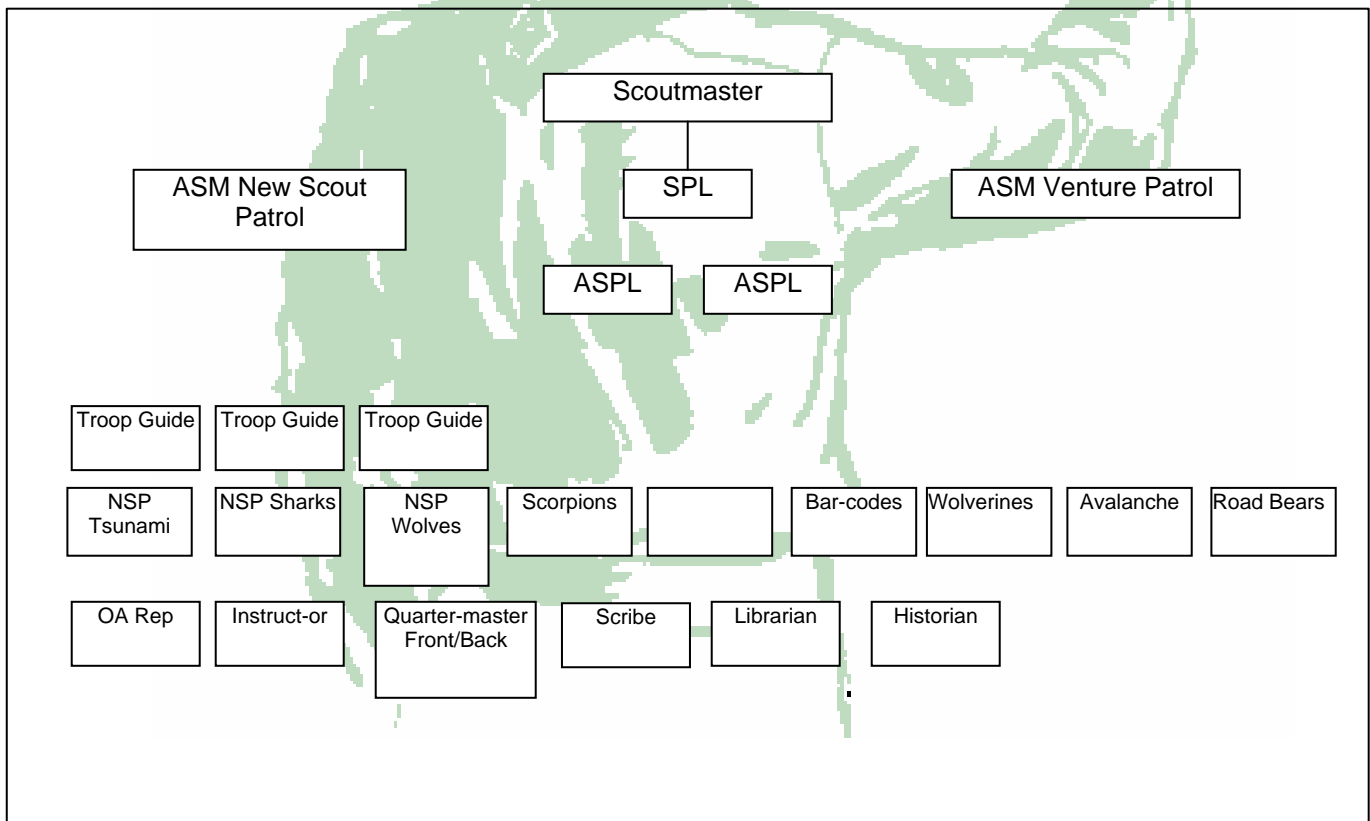 Scoutmaster
ASM New Scout
Patrol
SPL
ASM Venture Patrol
ASPL
ASPL
Troop Guide
Troop Guide
Troop Guide
NSP
Tsunami
NSP Sharks
NSP
Wolves
Scorpions
Bar-codes
Wolverines
Avalanche
Road Bears
OA Rep
Instruct-or
Quarter-master
Front/Back
Scribe
Librarian
Historian